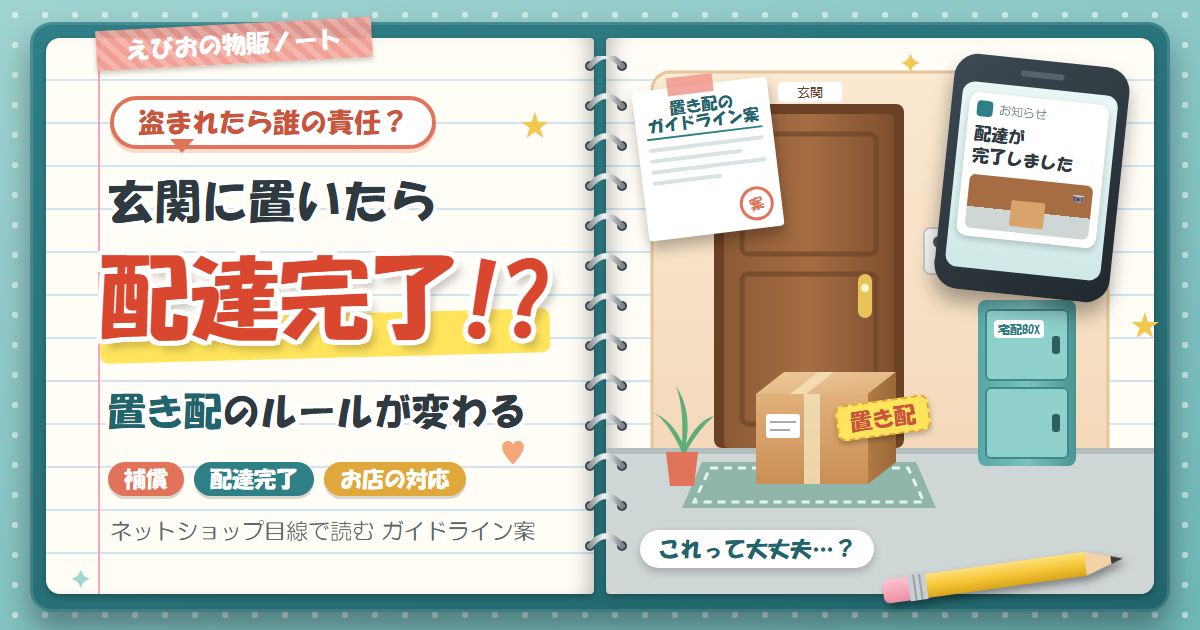 えびおの物販ノート
盗まれたら誰の責任？
玄関に置いたら
配達完了!?
置き配のルールが変わる
補償
配達完了
お店の対応
ネットショップ目線で読む ガイドライン案
置き配の
ガイドライン案
案
玄関
お知らせ
配達が
完了しました
宅配BOX
置き配
これって大丈夫…？